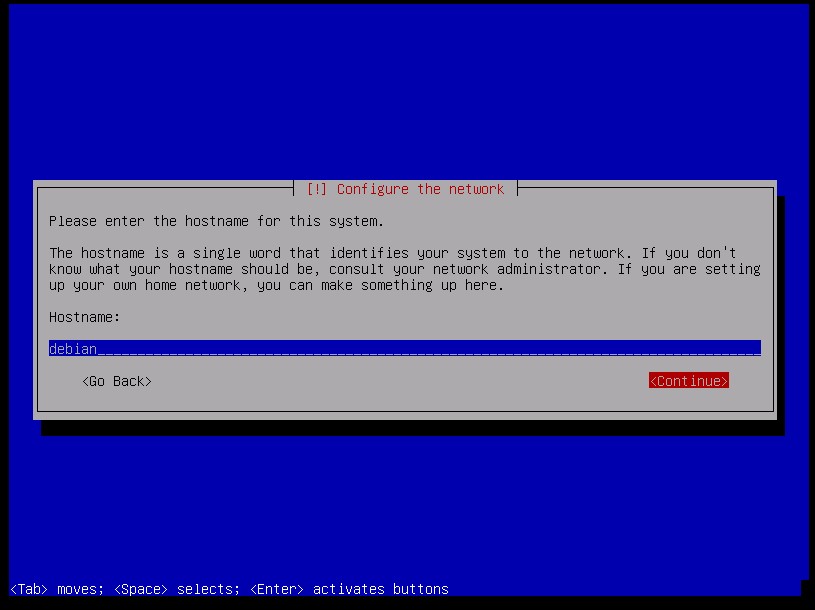 [!] Configure the network
Please enter the hostname for this system.
The hostname is a single word that identifies your system to the network. If you don't
know what your hostname should be, consult your network administrator. If you are setting
up your own home network, you can make something up here.
Hostname:
debian
<Go Back> <Continue>
<Tab> moves; <Space> selects; <Enter> activates buttons